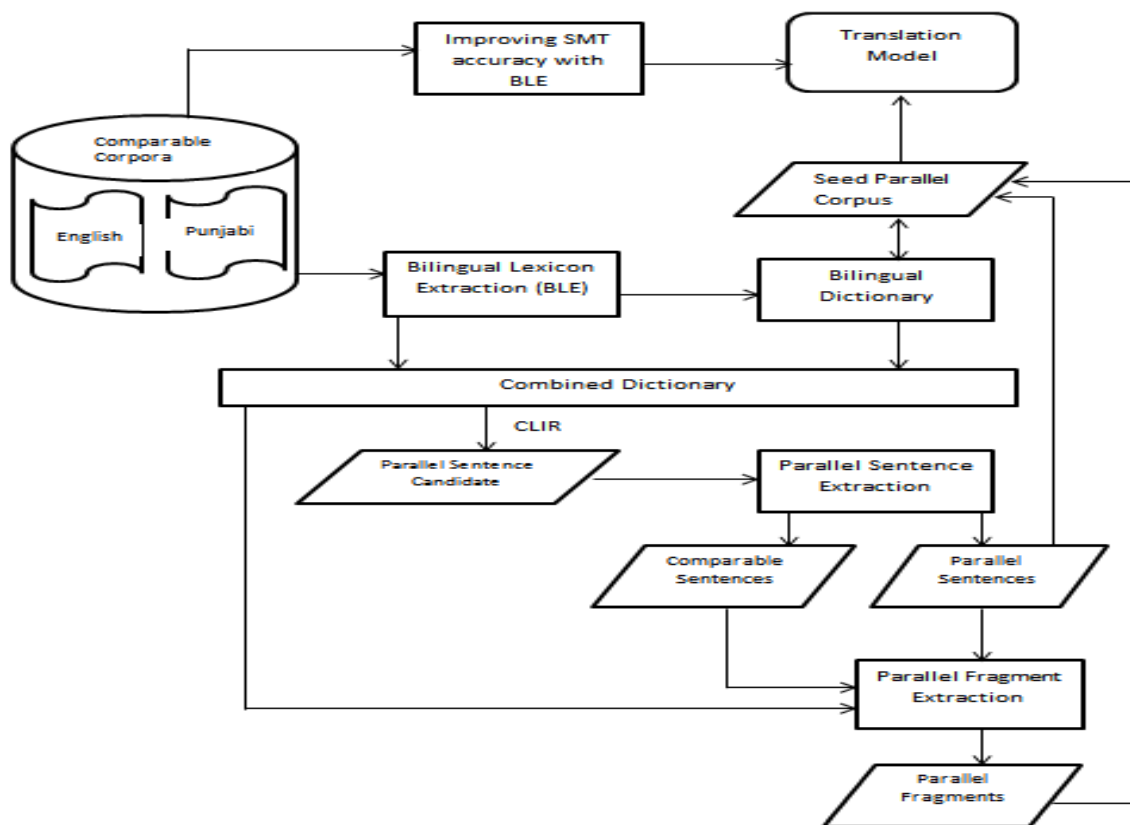 Improving SMT
accuracy with
BLE
Translation
Model
Comparable
Corpora
English
Punjabi
Seed Parallel
Corpus
Bilingual Lexicon
Extraction (BLE)
Bilingual
Dictionary
Combined Dictionary
CLIR
Parallel Sentence
Candidate
Parallel Sentence
Extraction
Comparable
Sentences
Parallel
Sentences
Parallel Fragment
Extraction
Parallel
Fragments